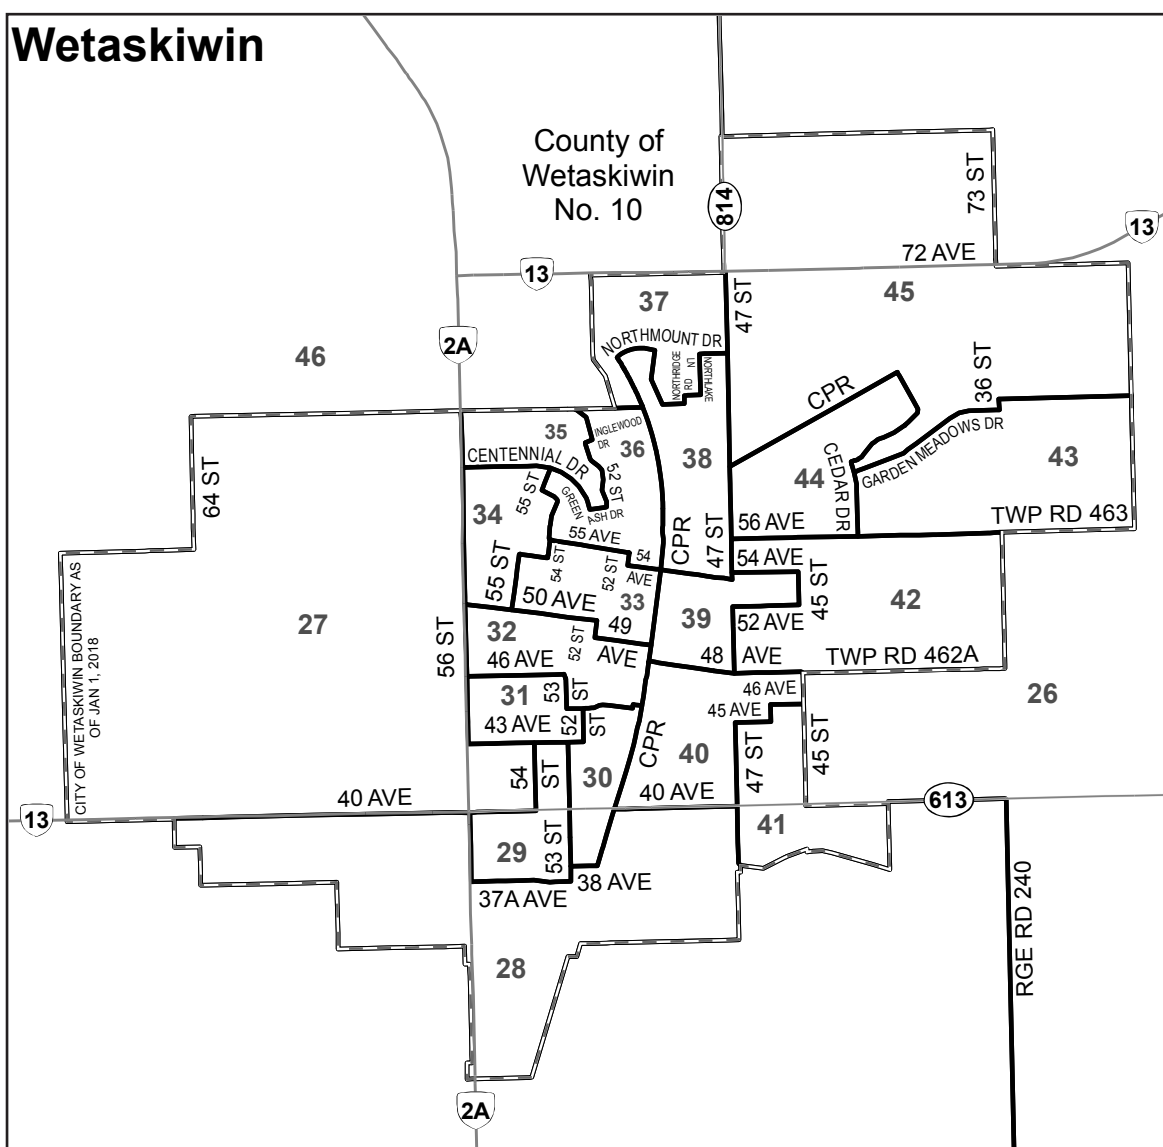 Wetaskiwin
County of
Wetaskiwin
No. 10
814
73 ST
13
72 AVE
13
45
37
47 ST
NORTHMOUNT DR
2A
46
NORTHRIDGE
LN
RD
NORTHLAKE
36 ST
CPR
35
INGLEWOOD
DR
36
CENTENNIAL DR
52 ST
38
GARDEN MEADOWS DR
43
44
CEDAR DR
64 ST
55 ST
GREEN
ASH DR
34
56 AVE
TWP RD 463
55 AVE
CPR
47 ST
54
AVE
54 AVE
55 ST
54 ST
52 ST
45 ST
42
50 AVE
33
39
52 AVE
CITY OF WETASKIWIN BOUNDARY AS
OF JAN 1, 2018
27
56 ST
32
49
AVE
52 ST
46 AVE
48
AVE
TWP RD 462A
31
53
ST
46 AVE
26
45 AVE
43 AVE
52
ST
CPR
40
47 ST
45 ST
54
ST
30
40 AVE
40 AVE
613
13
41
29
53 ST
38 AVE
37A AVE
RGE RD 240
28
2A